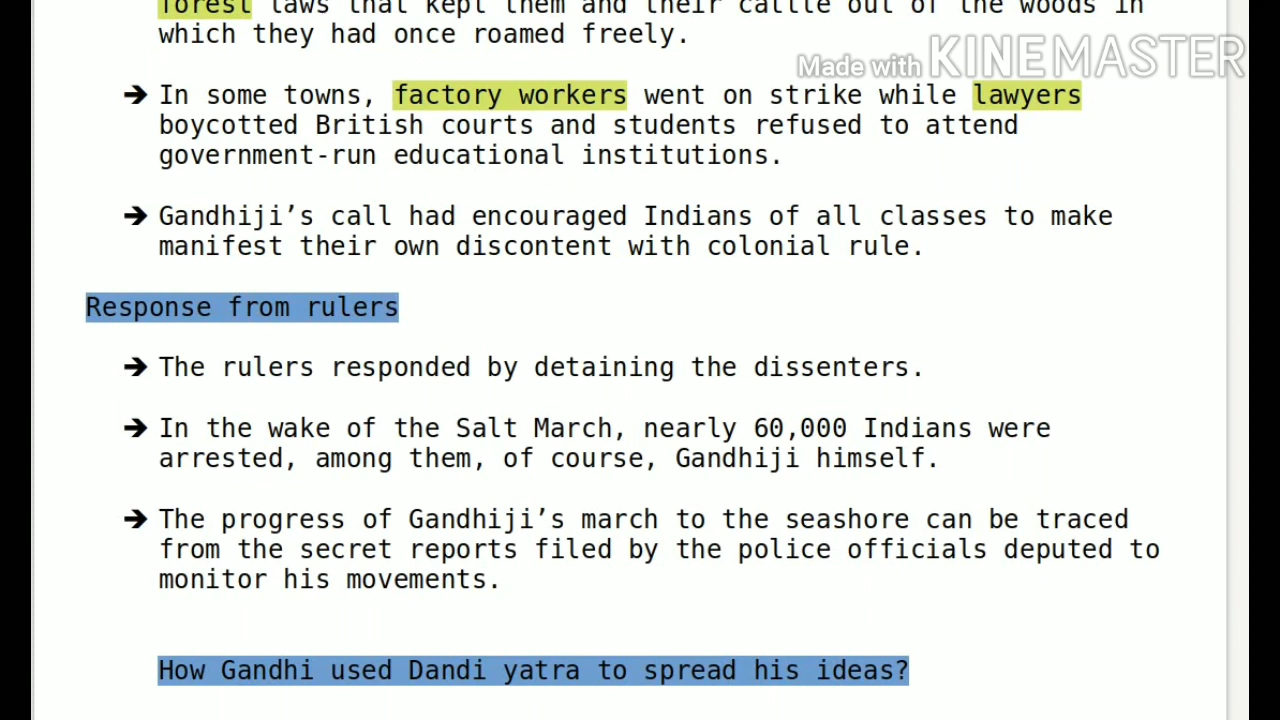 forest laws that kept them and their cattle out of the woods in
which they had once roamed freely.
Made with KINEMASTER
➔ In some towns, factory workers went on strike while lawyers
boycotted British courts and students refused to attend
government-run educational institutions.
➔ Gandhiji’s call had encouraged Indians of all classes to make
manifest their own discontent with colonial rule.
Response from rulers
➔ The rulers responded by detaining the dissenters.
➔ In the wake of the Salt March, nearly 60,000 Indians were
arrested, among them, of course, Gandhiji himself.
➔ The progress of Gandhiji’s march to the seashore can be traced
from the secret reports filed by the police officials deputed to
monitor his movements.
How Gandhi used Dandi yatra to spread his ideas?